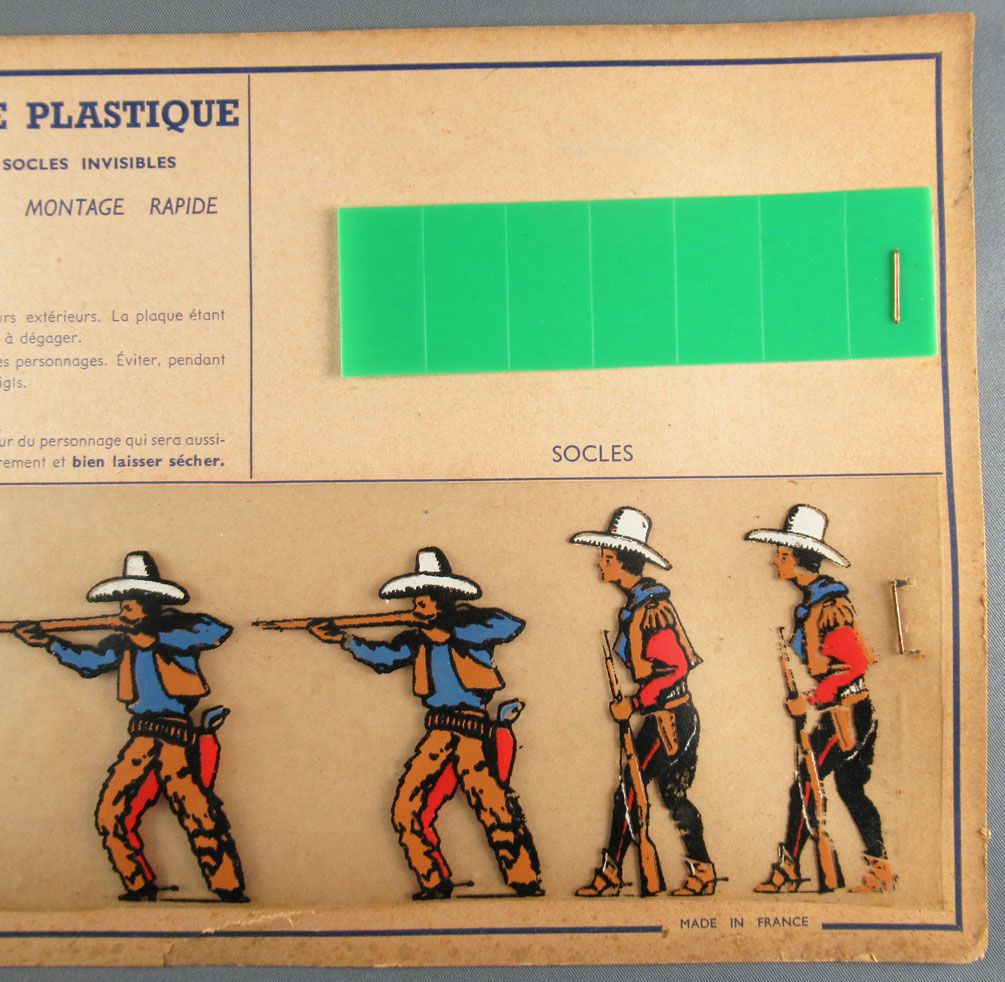 E PLASTIQUE
SOCLES INVISIBLES
MONTAGE RAPIDE
extérieurs. La plaque étant
à dégager.
personnages. Éviter, pendant
du personnage qui sera aussi-
et bien laisser sécher.
SOCLES
MADE IN FRANCE